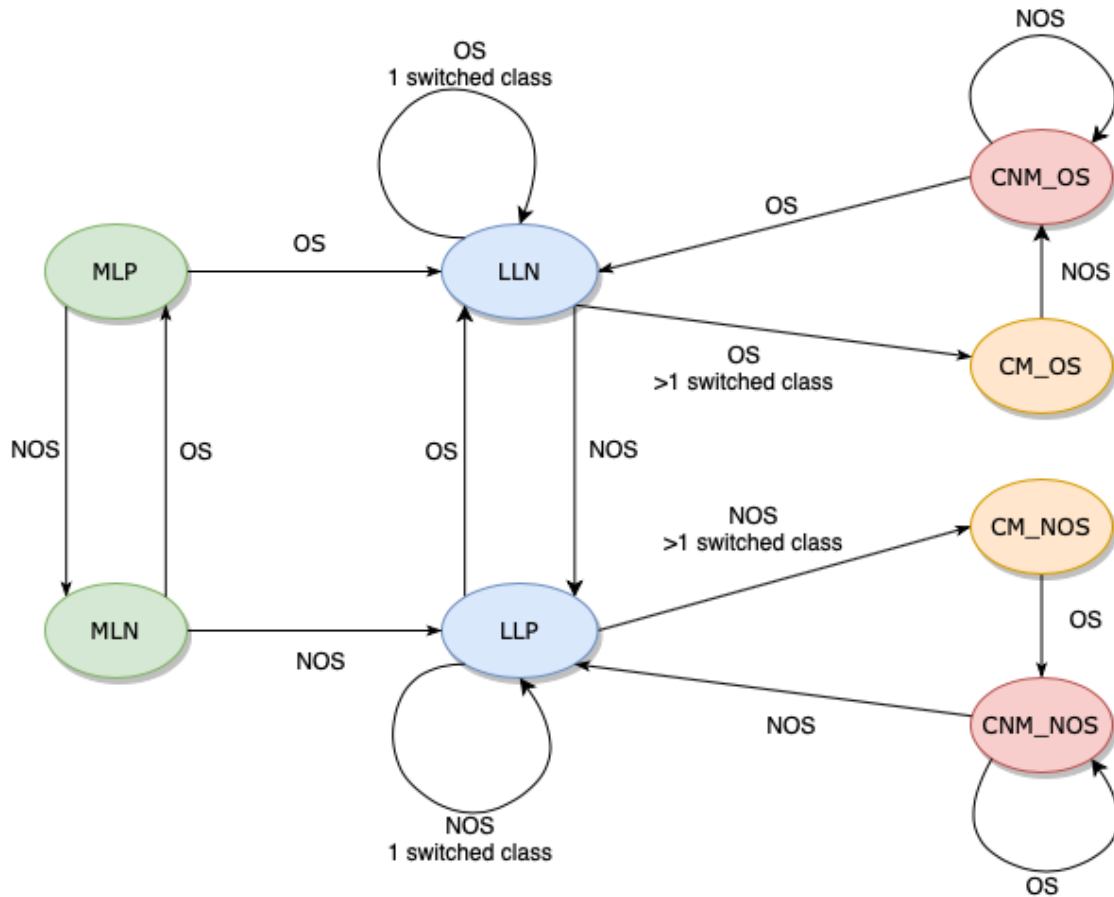 NOS
OS
1 switched class
CNM_OS
OS
OS
MLP
LLN
NOS
OS
>1 switched class
CM_OS
NOS
OS
OS
NOS
NOS
>1 switched class
CM_NOS
MLN
LLP
OS
NOS
NOS
CNM_NOS
NOS
1 switched class
OS